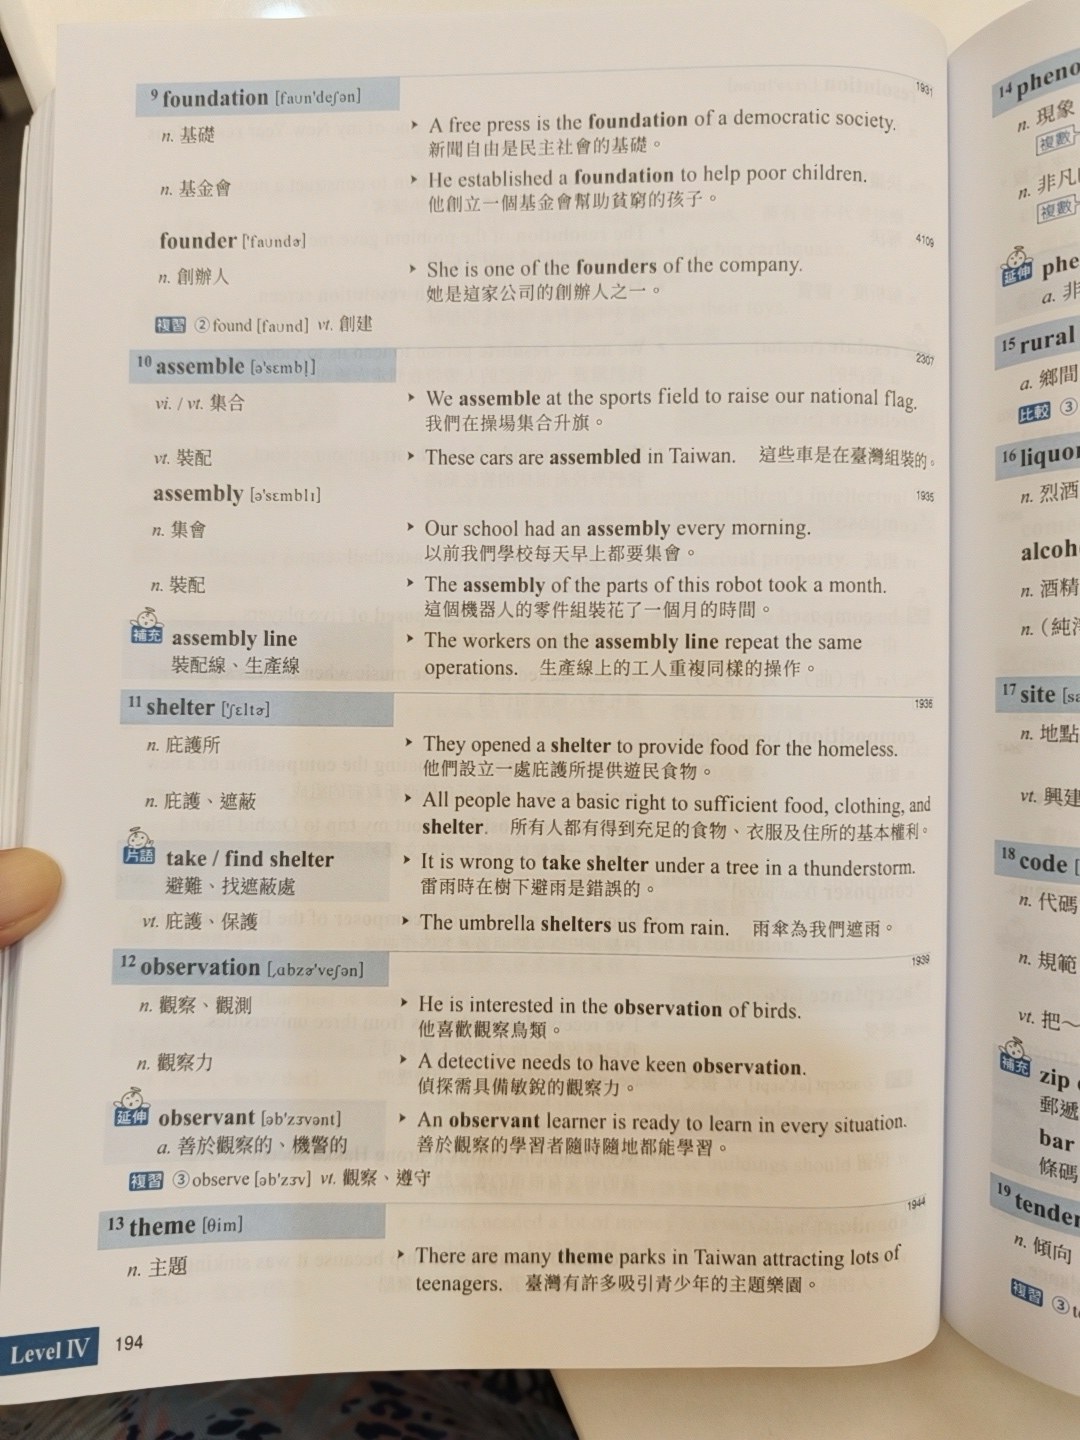 9 foundation [faʊnˋdeʃən] 1931
n. 基礎
‣ A free press is the foundation of a democratic society.
新聞自由是民主社會的基礎。
n. 基金會
‣ He established a foundation to help poor children.
他創立一個基金會幫助貧窮的孩子。
founder [ˋfaʊndɚ] 4109
n. 創辦人
‣ She is one of the founders of the company.
她是這家公司的創辦人之一。
複習 ②found [faʊnd] vt. 創建
10 assemble [əˋsɛmbḷ] 2307
vi. / vt. 集合
‣ We assemble at the sports field to raise our national flag.
我們在操場集合升旗。
vt. 裝配
‣ These cars are assembled in Taiwan. 這些車是在臺灣組裝的。
assembly [əˋsɛmblɪ] 1935
n. 集會
‣ Our school had an assembly every morning.
以前我們學校每天早上都要集會。
n. 裝配
‣ The assembly of the parts of this robot took a month.
這個機器人的零件組裝花了一個月的時間。
補充 assembly line
裝配線、生產線
‣ The workers on the assembly line repeat the same
operations. 生產線上的工人重複同樣的操作。
11 shelter [ˋʃɛltɚ] 1936
n. 庇護所
‣ They opened a shelter to provide food for the homeless.
他們設立一處庇護所提供遊民食物。
n. 庇護、遮蔽
‣ All people have a basic right to sufficient food, clothing, and
shelter. 所有人都有得到充足的食物、衣服及住所的基本權利。
片語 take / find shelter
避難、找遮蔽處
‣ It is wrong to take shelter under a tree in a thunderstorm.
雷雨時在樹下避雨是錯誤的。
vt. 庇護、保護
‣ The umbrella shelters us from rain. 雨傘為我們遮雨。
12 observation [ˏɑbzɚˋveʃən] 1939
n. 觀察、觀測
‣ He is interested in the observation of birds.
他喜歡觀察鳥類。
n. 觀察力
‣ A detective needs to have keen observation.
偵探需具備敏銳的觀察力。
延伸 observant [əbˋzɝvənt]
a. 善於觀察的、機警的
‣ An observant learner is ready to learn in every situation.
善於觀察的學習者隨時隨地都能學習。
複習 ③observe [əbˋzɝv] vt. 觀察、遵守
13 theme [θim] 1944
n. 主題
‣ There are many theme parks in Taiwan attracting lots of
teenagers. 臺灣有許多吸引青少年的主題樂園。
Level IV 194
14
n. 現象
複數
n.
複數
延伸
a. 非
15 rural
a. 鄉間
比較 ③
16 liquor
n. 烈酒
n. 酒精
n.
17 site
n. 地點
vt. 興建
18 code [
n. 代碼
n. 規範
vt. 把～
補充 zip
郵遞
bar
條碼
19
n. 傾向
複習 ③